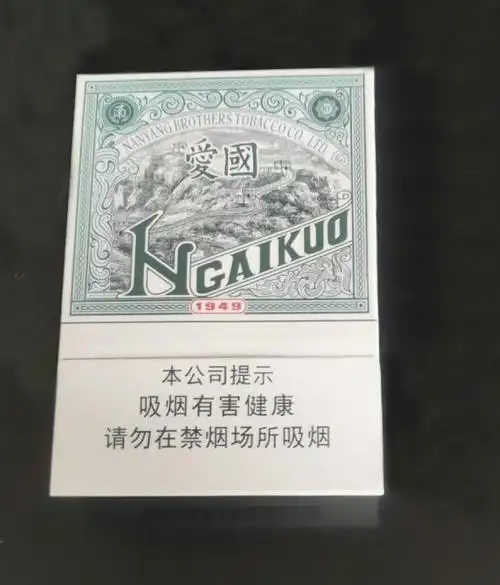 NANYANG BROTHERS TOBACCO CO., LTD.
愛國
NGAIKUO
1949
本公司提示
吸烟有害健康
请勿在禁烟场所吸烟